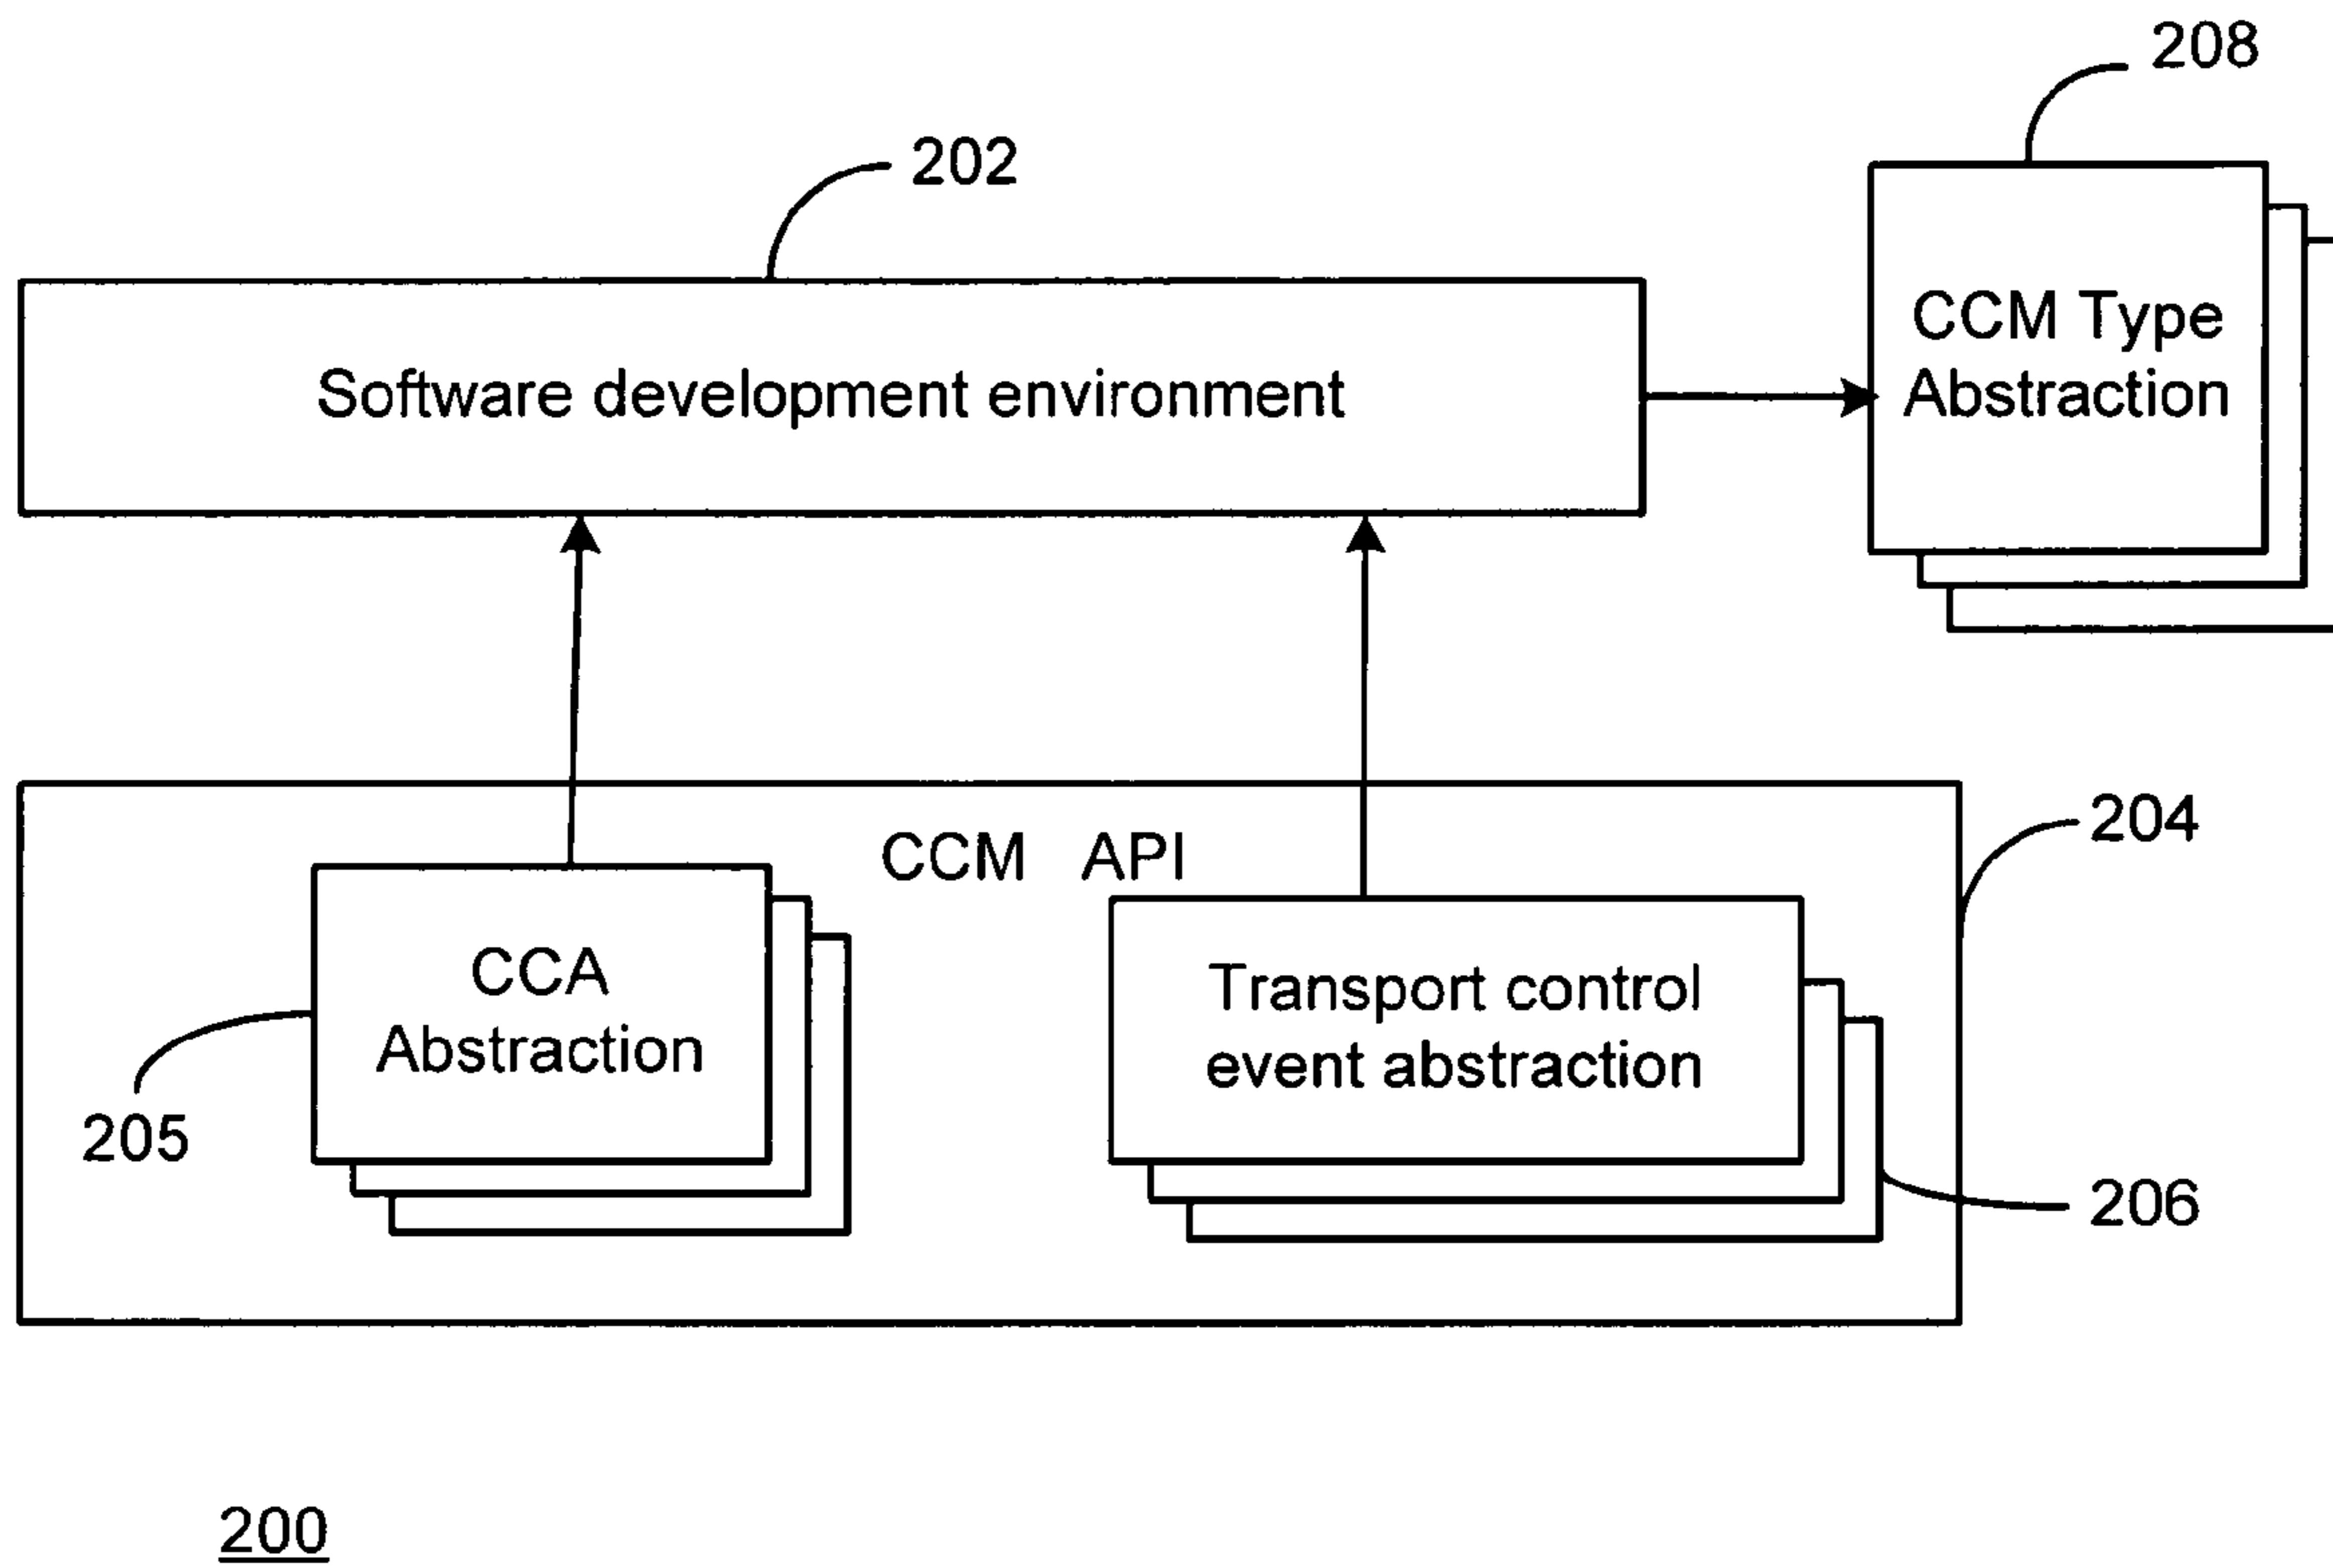 208
202
CCM Type
Abstraction
Software development environment
204
CCM API
CCA
Abstraction
Transport control
event abstraction
205
206
200